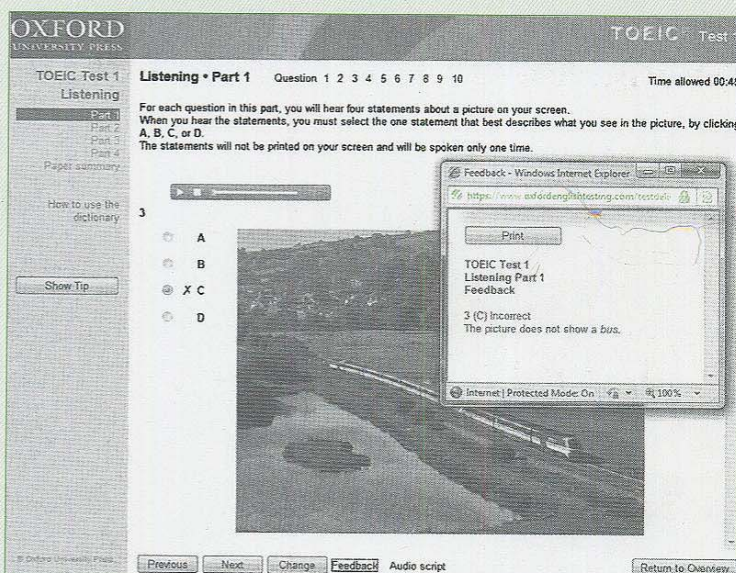 OXFORD
UNIVERSITY PRESS
TOEIC Test 1
TOEIC Test 1
Listening
Part 1
Part 2
Part 3
Part 4
Paper summary
How to use the
dictionary
Show Tip
Listening • Part 1 Question 1 2 3 4 5 6 7 8 9 10
Time allowed 00:45
For each question in this part, you will hear four statements about a picture on your screen.
When you hear the statements, you must select the one statement that best describes what you see in the picture, by clicking
A, B, C, or D.
The statements will not be printed on your screen and will be spoken only one time.
3
A
B
X C
D
Feedback - Windows Internet Explorer
https://www.oxfordenglishtesting.com/
Print
TOEIC Test 1
Listening Part 1
Feedback
3 (C) Incorrect
The picture does not show a bus.
Internet | Protected Mode: On 100%
© Oxford University Press
Previous Next Change Feedback Audio script
Return to Overview